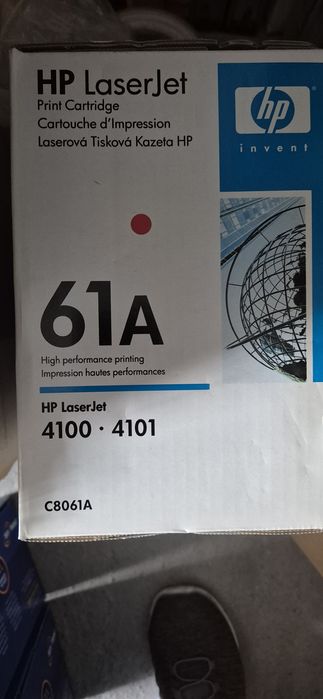 HP LaserJet
Print Cartridge
Cartouche d'Impression
Laserová Tisková Kazeta HP
hp
invent
61A
High performance printing
Impression hautes performances
HP LaserJet
4100 · 4101
C8061A